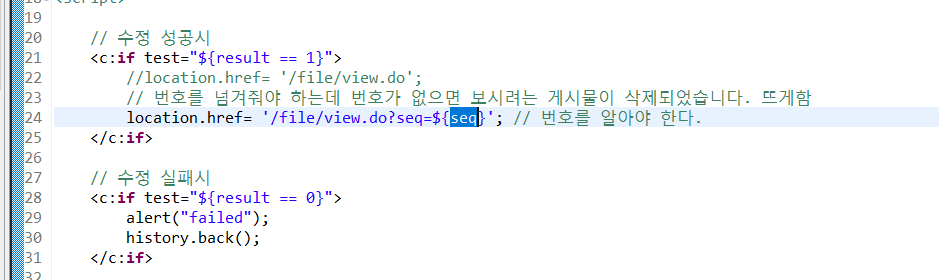 <script>
19
20 // 수정 성공시
21 <c:if test="${result == 1}">
22 //location.href= '/file/view.do';
23 // 번호를 넘겨줘야 하는데 번호가 없으면 보시려는 게시물이 삭제되었습니다. 뜨게함
24 location.href= '/file/view.do?seq=${seq}'; // 번호를 알아야 한다.
25 </c:if>
26
27 // 수정 실패시
28 <c:if test="${result == 0}">
29 alert("failed");
30 history.back();
31 </c:if>
32